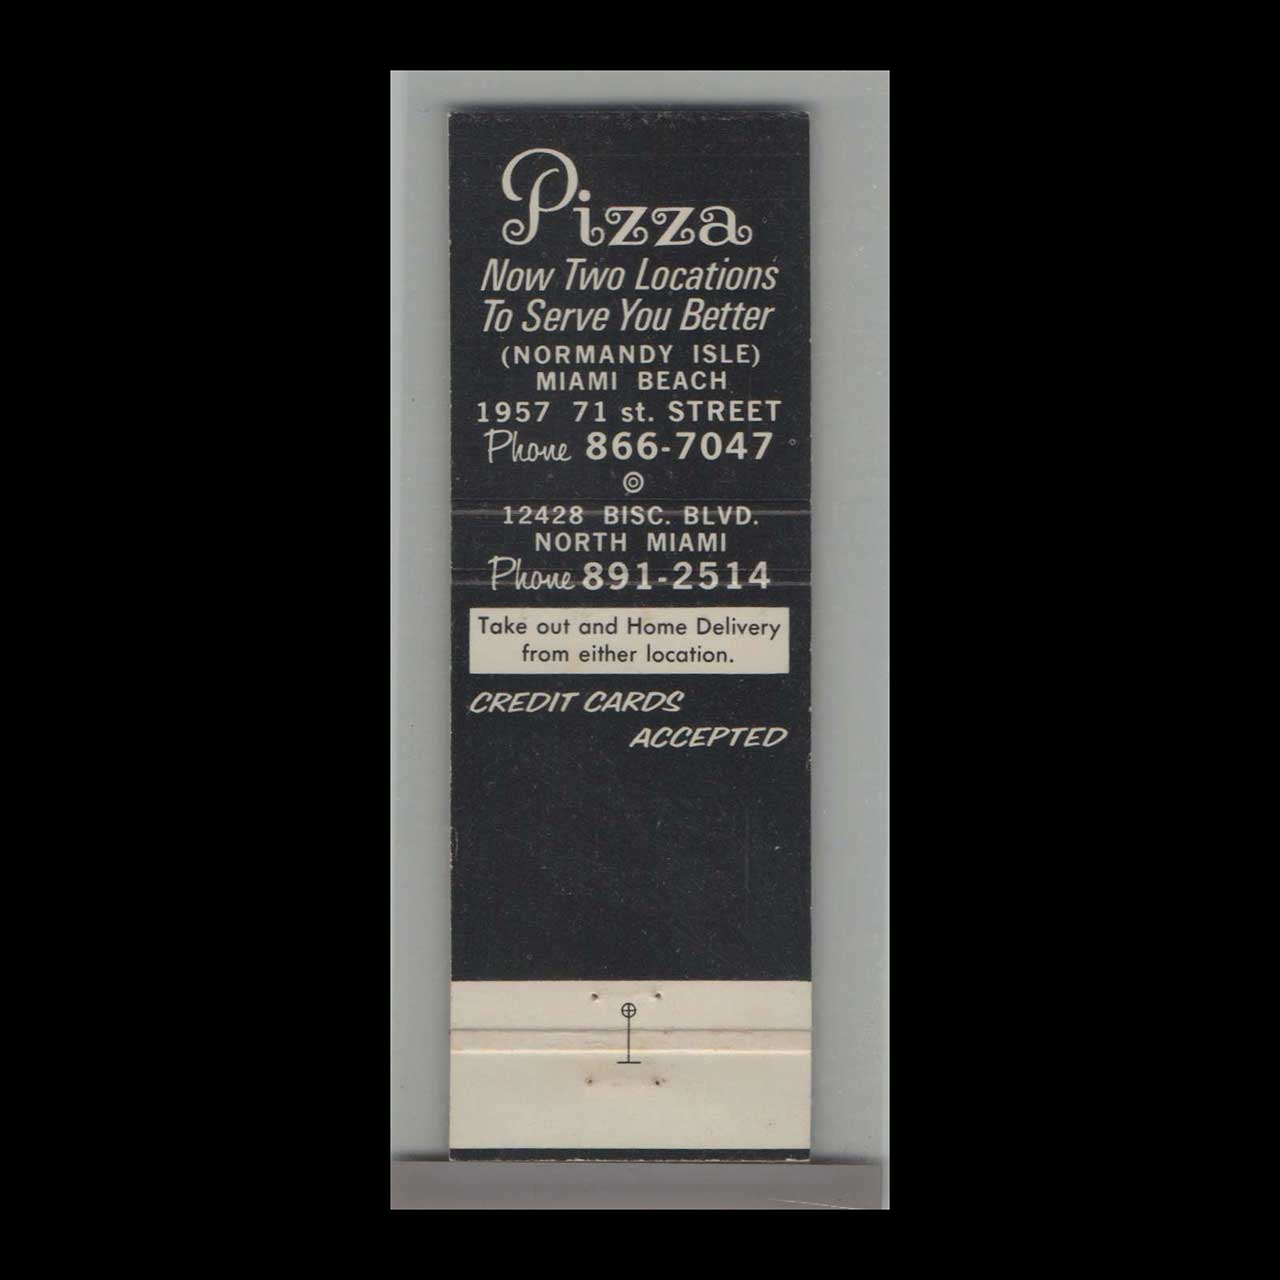 Pizza
Now Two Locations
To Serve You Better
(NORMANDY ISLE)
MIAMI BEACH
1957 71 st. STREET
Phone 866-7047
12428 BISC. BLVD.
NORTH MIAMI
Phone 891-2514
Take out and Home Delivery
from either location.
CREDIT CARDS
ACCEPTED